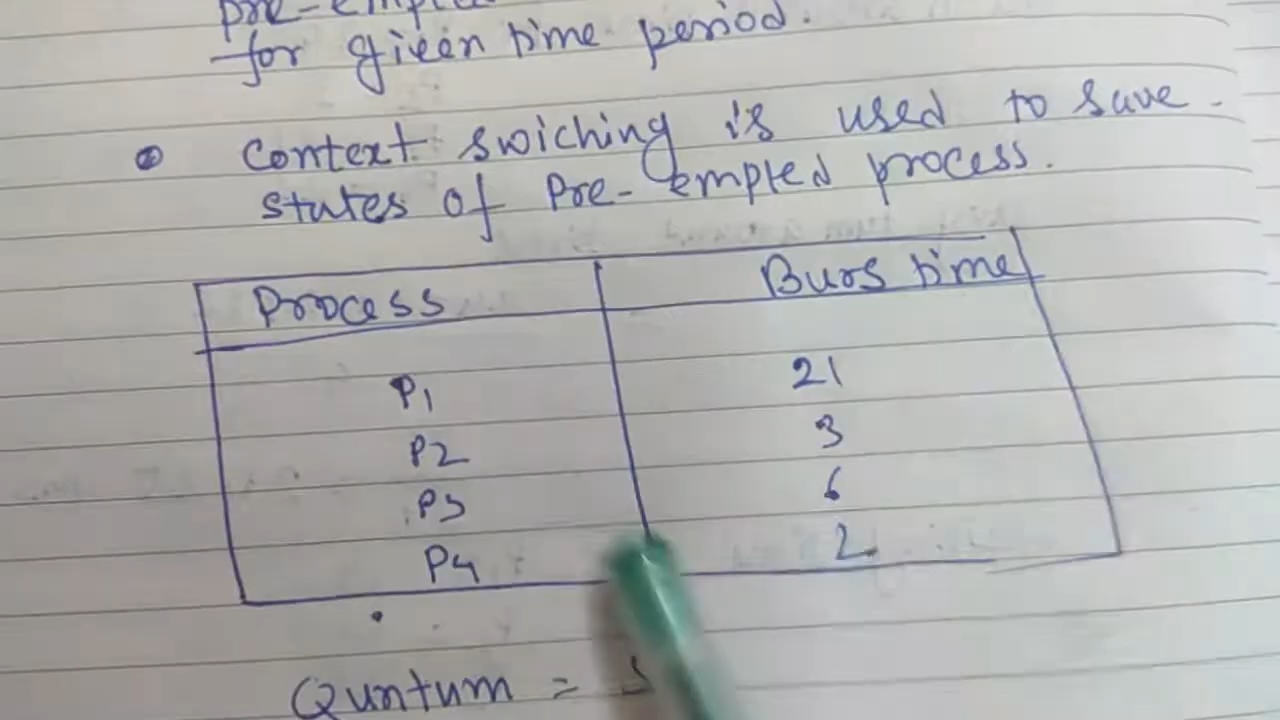 for given time period.
• Context swiching is used to save
states of Pre-empted process.
Process Burs time
P1 21
P2 3
P3 6
P4 2
Quntum =